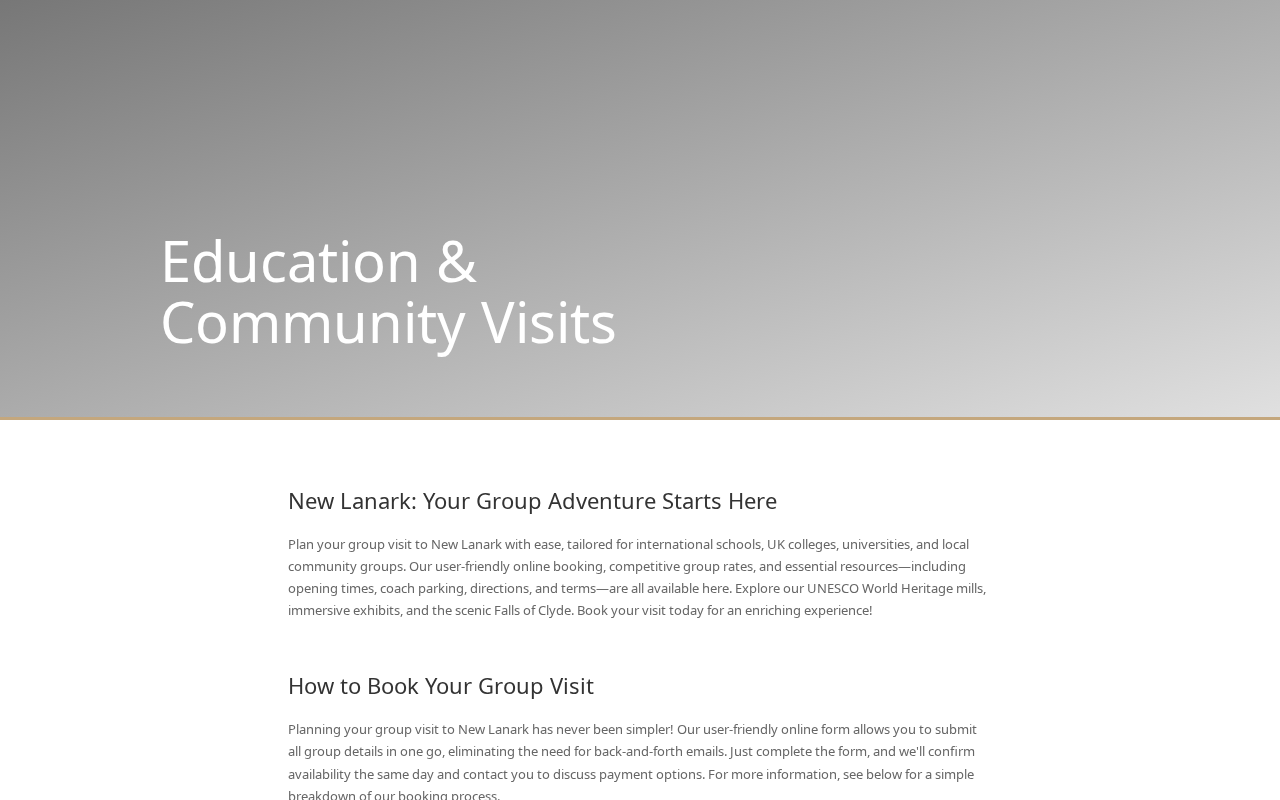 Education &
Community Visits
New Lanark: Your Group Adventure Starts Here
Plan your group visit to New Lanark with ease, tailored for international schools, UK colleges, universities, and local
community groups. Our user-friendly online booking, competitive group rates, and essential resources—including
opening times, coach parking, directions, and terms—are all available here. Explore our UNESCO World Heritage mills,
immersive exhibits, and the scenic Falls of Clyde. Book your visit today for an enriching experience!
How to Book Your Group Visit
Planning your group visit to New Lanark has never been simpler! Our user-friendly online form allows you to submit
all group details in one go, eliminating the need for back-and-forth emails. Just complete the form, and we'll confirm
availability the same day and contact you to discuss payment options. For more information, see below for a simple
breakdown of our booking process.